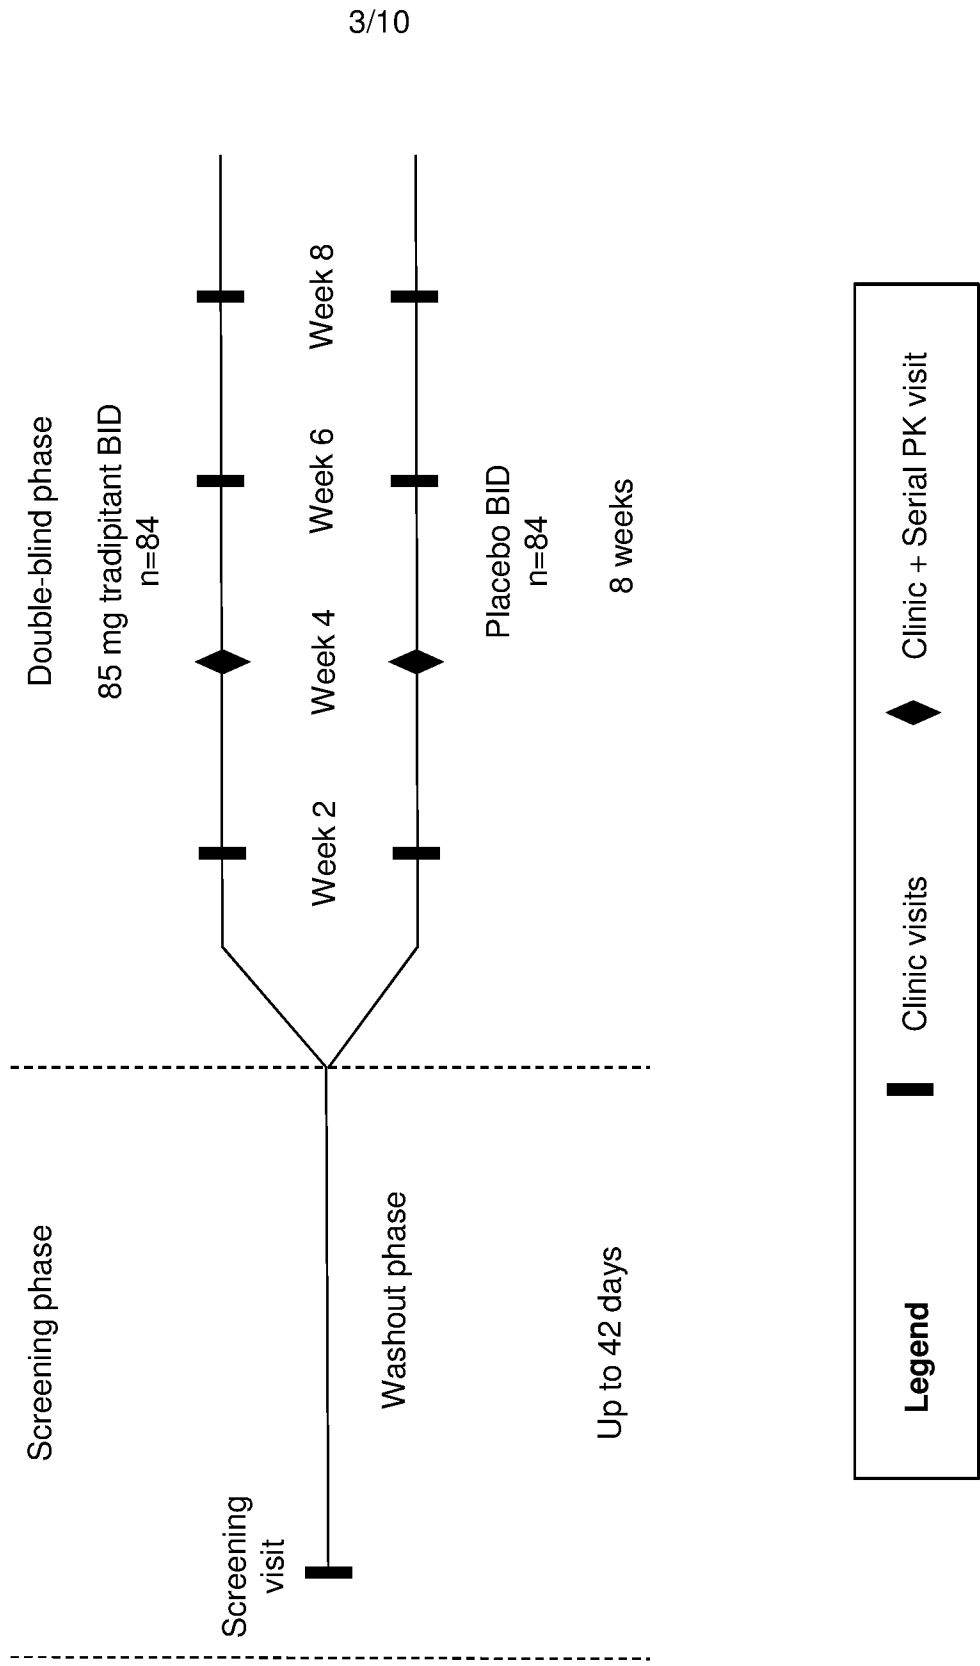 3/10
Screening phase
Double-blind phase
85 mg tradipitant BID
n=84
Screening
visit
Week 2
Week 4
Week 6
Week 8
Washout phase
Placebo BID
n=84
Up to 42 days
8 weeks
Legend
Clinic visits
Clinic + Serial PK visit